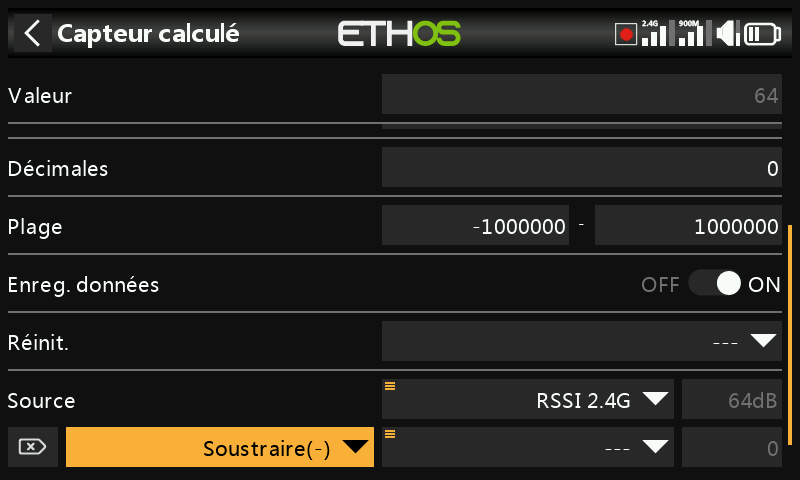 Capteur calculé
ETHOS
2.4G
900M
Valeur
64
Décimales
0
Plage
-1000000 - 1000000
Enreg. données
OFF ON
Réinit.
---
Source
RSSI 2.4G
64dB
Soustraire(-)
---
0